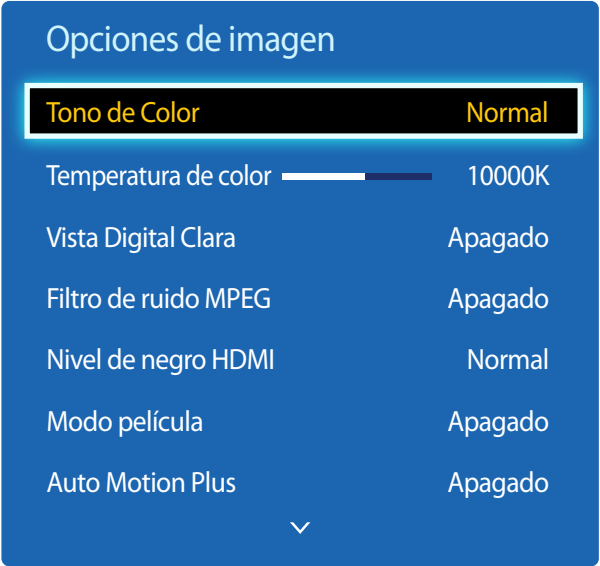 Opciones de imagen
Tono de Color Normal
Temperatura de color 10000K
Vista Digital Clara Apagado
Filtro de ruido MPEG Apagado
Nivel de negro HDMI Normal
Modo película Apagado
Auto Motion Plus Apagado